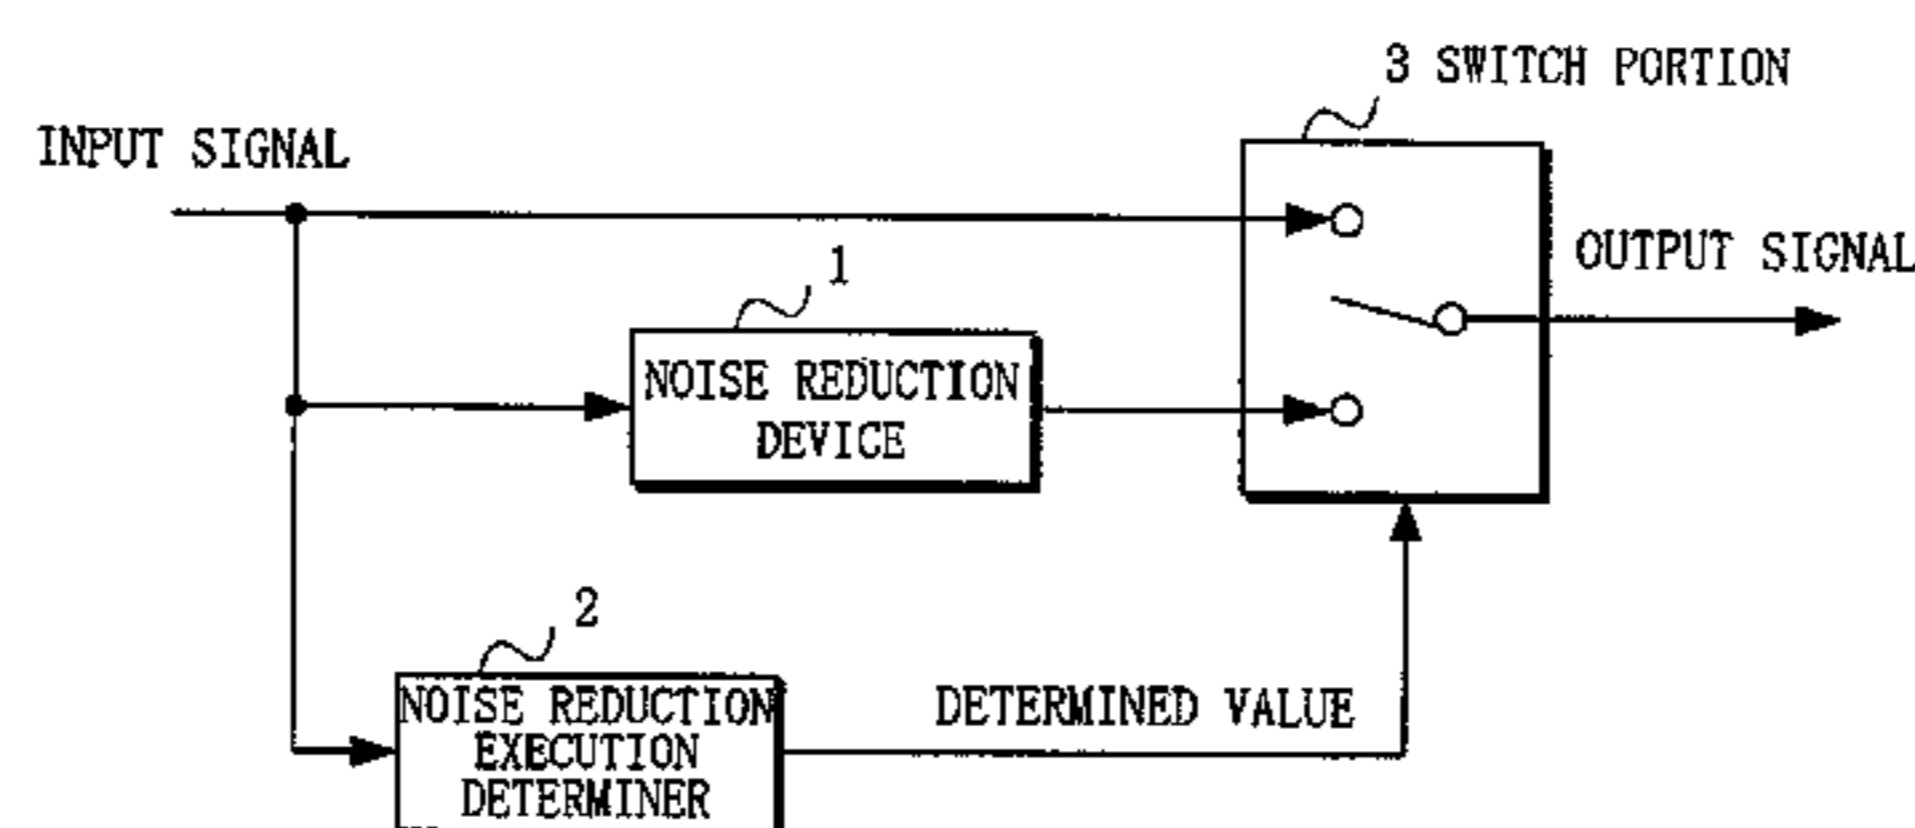 3 SWITCH PORTION
INPUT SIGNAL
OUTPUT SIGNAL
1
NOISE REDUCTION
DEVICE
2
NOISE REDUCTION
EXECUTION
DETERMINER
DETERMINED VALUE